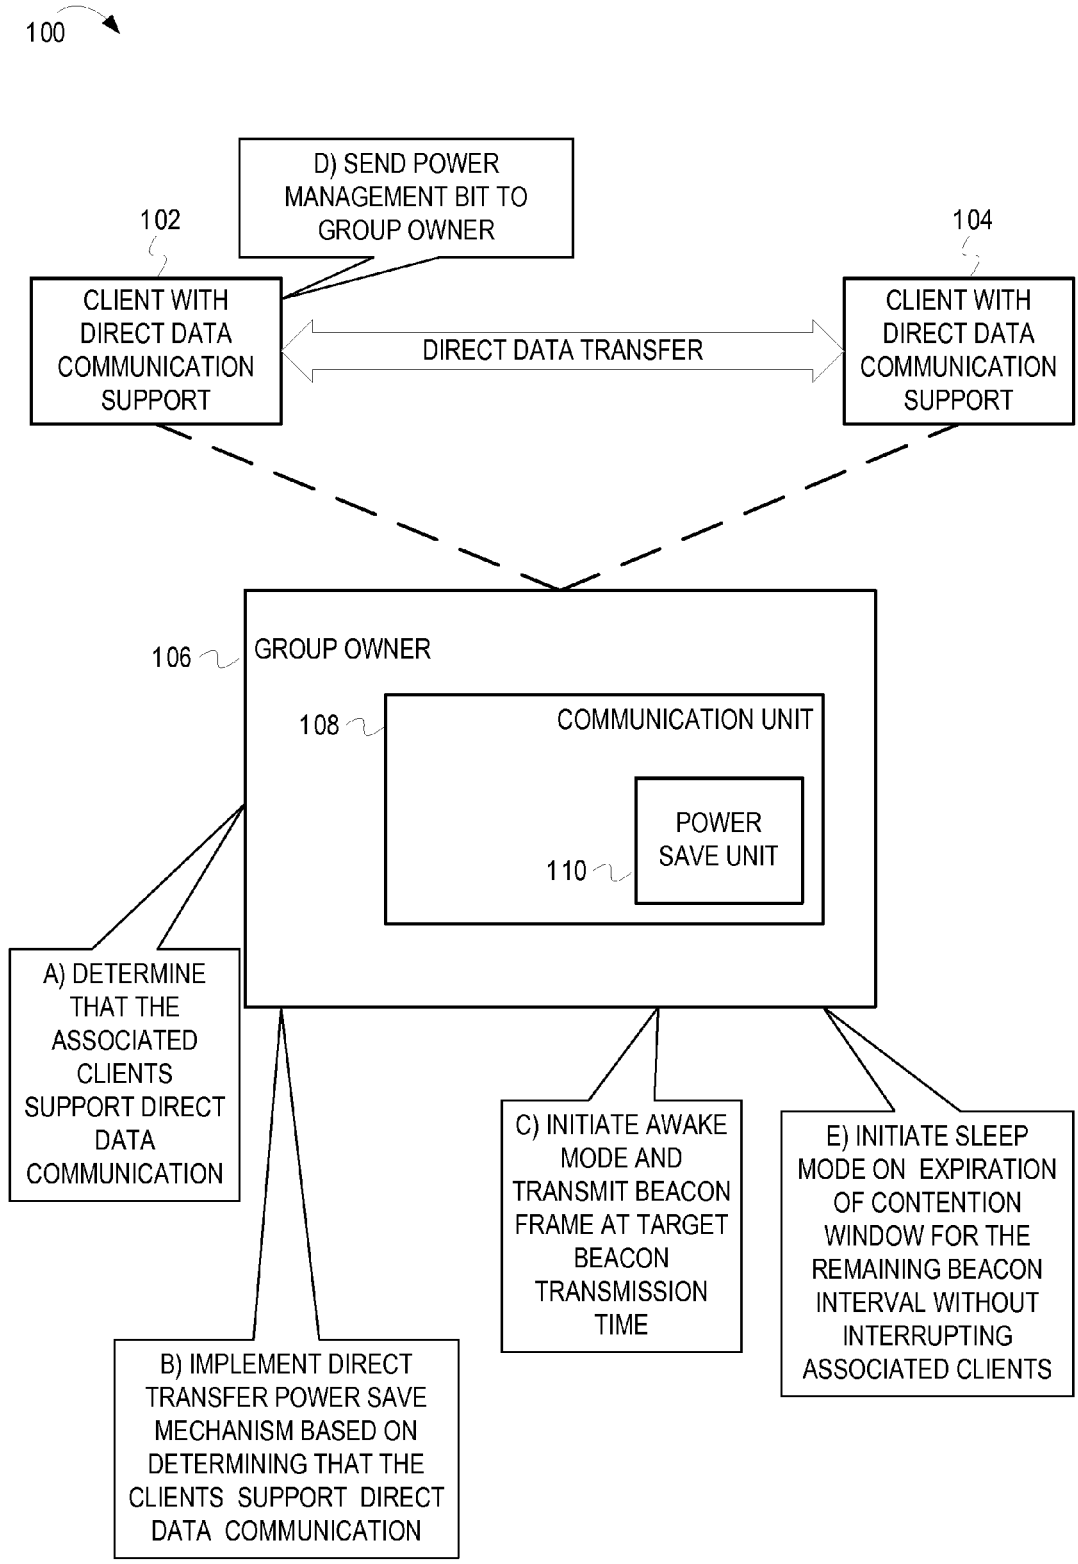 100
D) SEND POWER
MANAGEMENT BIT TO
GROUP OWNER
102
104
CLIENT WITH
DIRECT DATA
COMMUNICATION
SUPPORT
DIRECT DATA TRANSFER
CLIENT WITH
DIRECT DATA
COMMUNICATION
SUPPORT
106
GROUP OWNER
108
COMMUNICATION UNIT
POWER
SAVE UNIT
110
A) DETERMINE
THAT THE
ASSOCIATED
CLIENTS
SUPPORT DIRECT
DATA
COMMUNICATION
C) INITIATE AWAKE
MODE AND
TRANSMIT BEACON
FRAME AT TARGET
BEACON
TRANSMISSION
TIME
E) INITIATE SLEEP
MODE ON EXPIRATION
OF CONTENTION
WINDOW FOR THE
REMAINING BEACON
INTERVAL WITHOUT
INTERRUPTING
ASSOCIATED CLIENTS
B) IMPLEMENT DIRECT
TRANSFER POWER SAVE
MECHANISM BASED ON
DETERMINING THAT THE
CLIENTS SUPPORT DIRECT
DATA COMMUNICATION